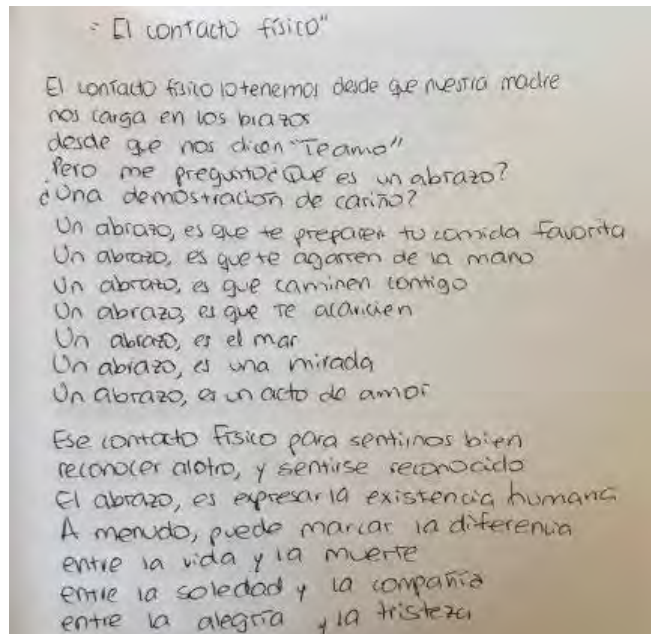 "El contacto físico"
El contacto físico lo tenemos desde que nuestra madre
nos carga en los brazos
desde que nos dicen "Te amo"
Pero me pregunto ¿Qué es un abrazo?
¿Una demostración de cariño?
Un abrazo, es que te preparen tu comida favorita
Un abrazo, es que te agarren de la mano
Un abrazo, es que caminen contigo
Un abrazo, es que te acaricien
Un abrazo, es el mar
Un abrazo, es una mirada
Un abrazo, es un acto de amor
Ese contacto físico para sentirnos bien
reconocer al otro, y sentirse reconocido
El abrazo, es expresar la existencia humana
A menudo, puede marcar la diferencia
entre la vida y la muerte
entre la soledad y la compañía
entre la alegría y la tristeza